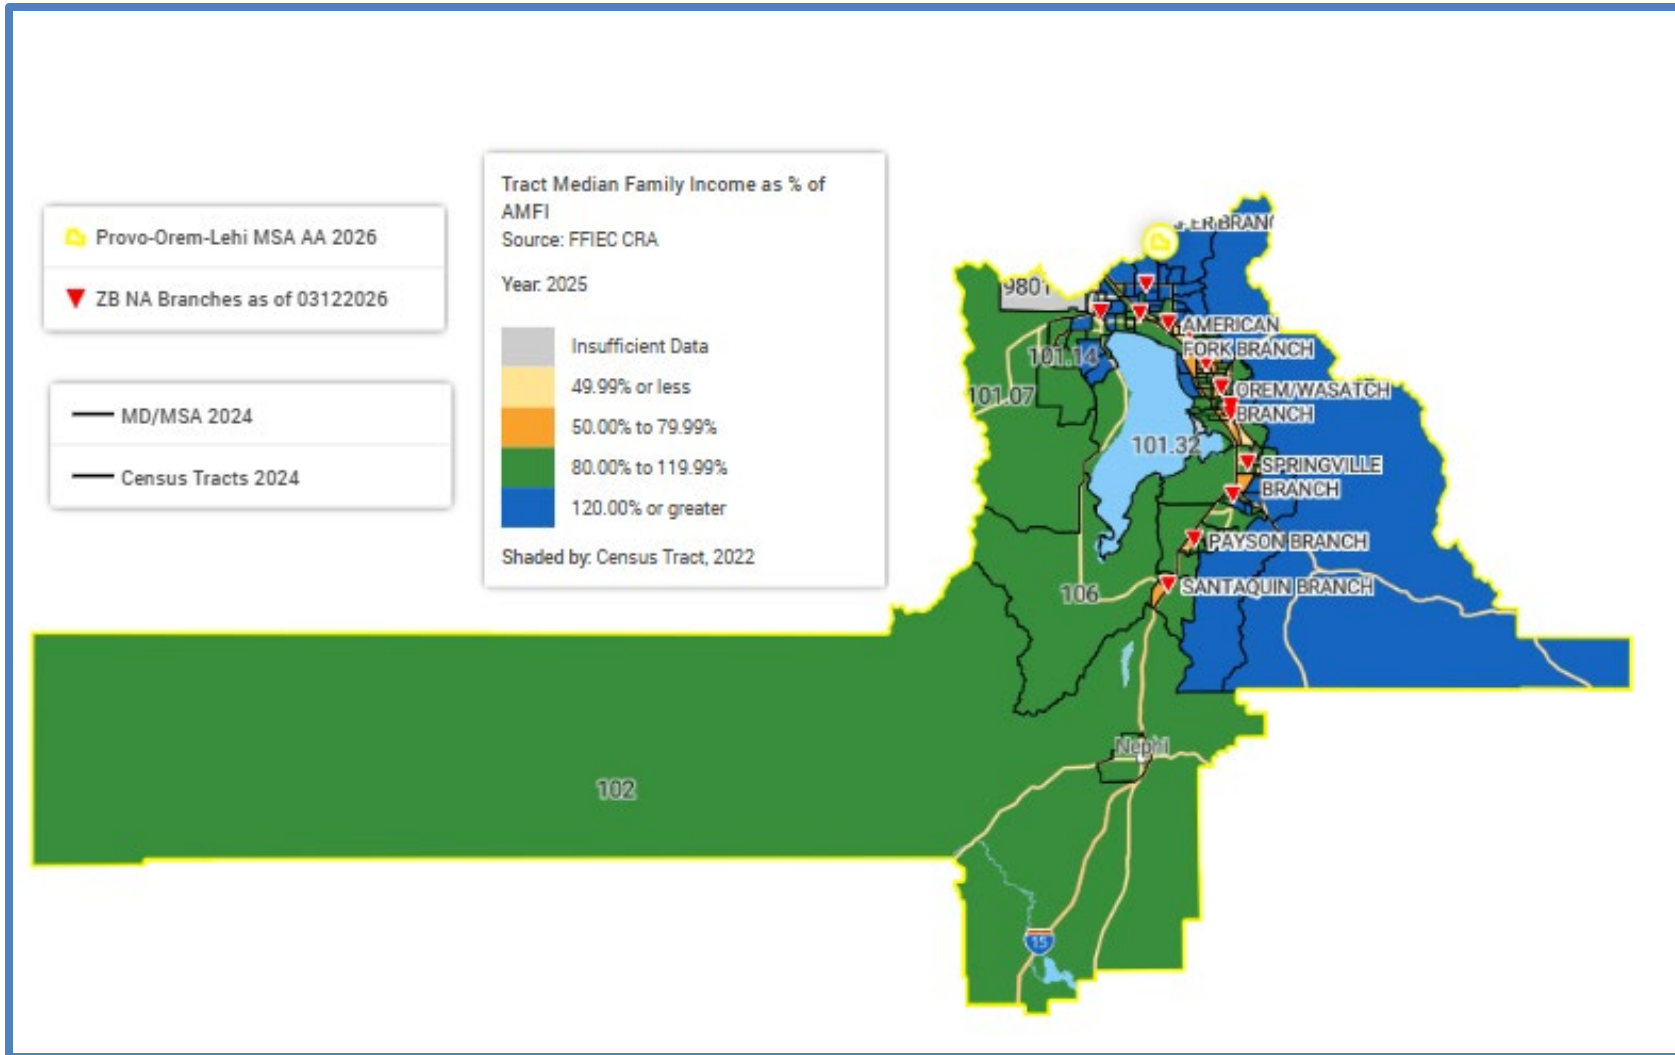 Provo-Orem-Lehi MSA AA 2026
ZB NA Branches as of 03122026
MD/MSA 2024
Census Tracts 2024
Tract Median Family Income as % of
AMFI
Source: FFIEC CRA
Year: 2025
Insufficient Data
49.99% or less
50.00% to 79.99%
80.00% to 119.99%
120.00% or greater
Shaded by: Census Tract, 2022
9801
AMERICAN
FORK BRANCH
101.14
101.07
OREM/WASATCH
BRANCH
101.32
SPRINGVILLE
BRANCH
PAYSON BRANCH
106
SANTAQUIN BRANCH
Nephi
102
15